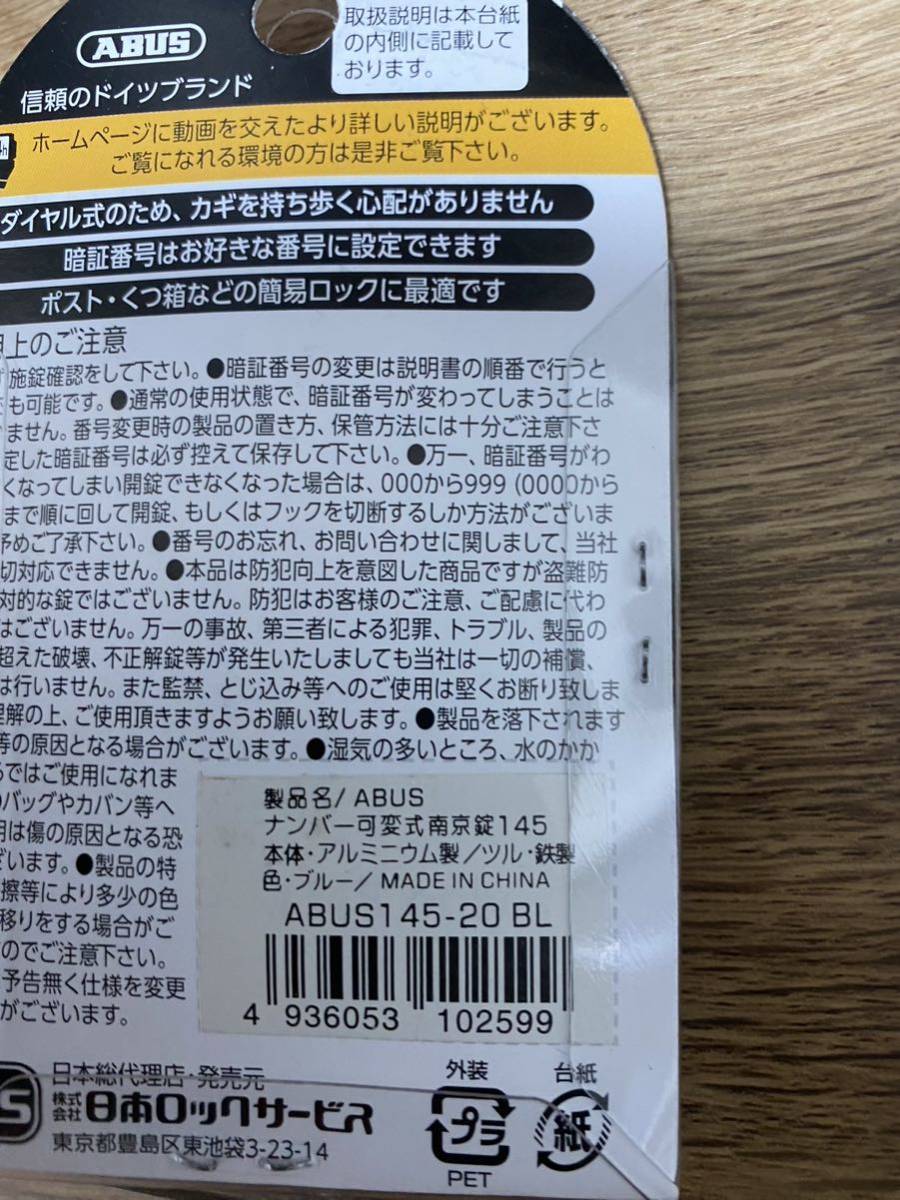 ABUS
信頼のドイツブランド
取扱説明は本台紙
の内側に記載して
おります。
ホームページに動画を交えたより詳しい説明がございます。
ご覧になれる環境の方は是非ご覧下さい。
ダイヤル式のため、カギを持ち歩く心配がありません
暗証番号はお好きな番号に設定できます
ポスト・くつ箱などの簡易ロックに最適です
上のご注意
施錠確認をして下さい。●暗証番号の変更は説明書の順番で行うと
も可能です。●通常の使用状態で、暗証番号が変わってしまうことは
ません。番号変更時の製品の置き方、保管方法には十分ご注意下さ
定した暗証番号は必ず控えて保存して下さい。●万一、暗証番号がわ
くなってしまい開錠できなくなった場合は、000から999 (0000から
まで順に回して開錠、もしくはフックを切断するしか方法がございま
予めご了承下さい。●番号のお忘れ、お問い合わせに関しまして、当社
切対応できません。●本品は防犯向上を意図した商品ですが盗難防
対的な錠ではございません。防犯はお客様のご注意、ご配慮に代わ
はございません。万一の事故、第三者による犯罪、トラブル、製品の
超えた破壊、不正解錠等が発生いたしましても当社は一切の補償、
は行いません。また監禁、とじ込み等へのご使用は堅くお断り致しま
理解の上、ご使用頂きますようお願い致します。●製品を落下されます
等の原因となる場合がございます。●湿気の多いところ、水のかか
ではご使用になれま
バッグやカバン等へ
用は傷の原因となる恐
ざいます。●製品の特
擦等により多少の色
移りをする場合がご
のでご注意下さい。
予告無く仕様を変更
がございます。
製品名/ABUS
ナンバー可変式南京錠145
本体・アルミニウム製/ツル・鉄製
色・ブルー/MADE IN CHINA
ABUS145-20 BL
4 936053 102599
日本総代理店・発売元
株式会社日本ロックサービス
東京都豊島区東池袋3-23-14
外装
プラ
PET
台紙
紙